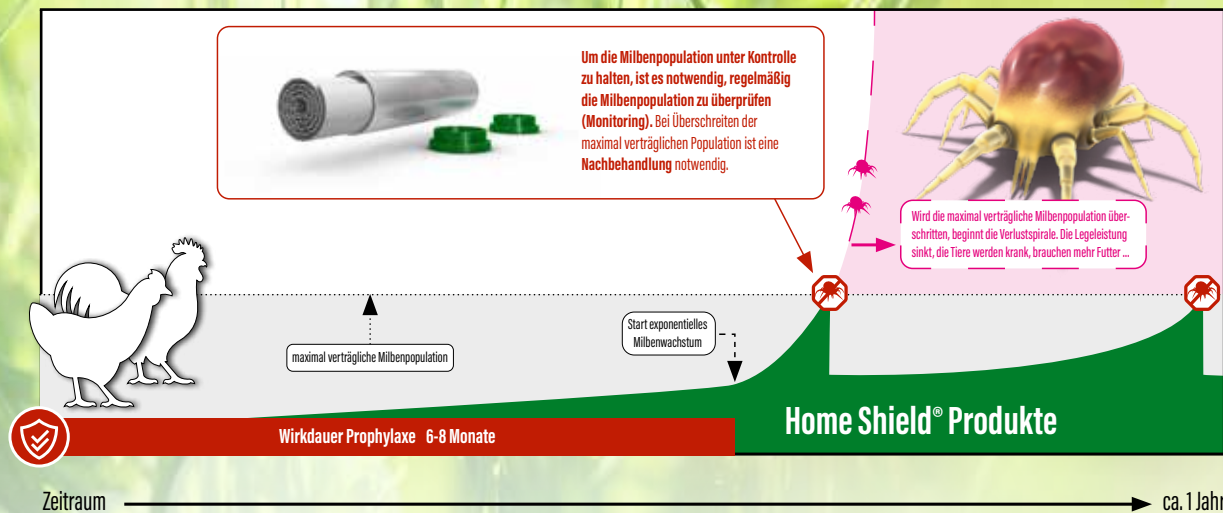 Um die Milbenpopulation unter Kontrolle
zu halten, ist es notwendig, regelmäßig
die Milbenpopulation zu überprüfen
(Monitoring). Bei Überschreiten der
maximal verträglichen Population ist eine
Nachbehandlung notwendig.
Wird die maximal verträgliche Milbenpopulation über-
schritten, beginnt die Verlustspirale. Die Legeleistung
sinkt, die Tiere werden krank, brauchen mehr Futter ...
Start exponentielles
Milbenwachstum
maximal verträgliche Milbenpopulation
Home Shield® Produkte
Wirkdauer Prophylaxe 6-8 Monate
Zeitraum
ca. 1 Jahr